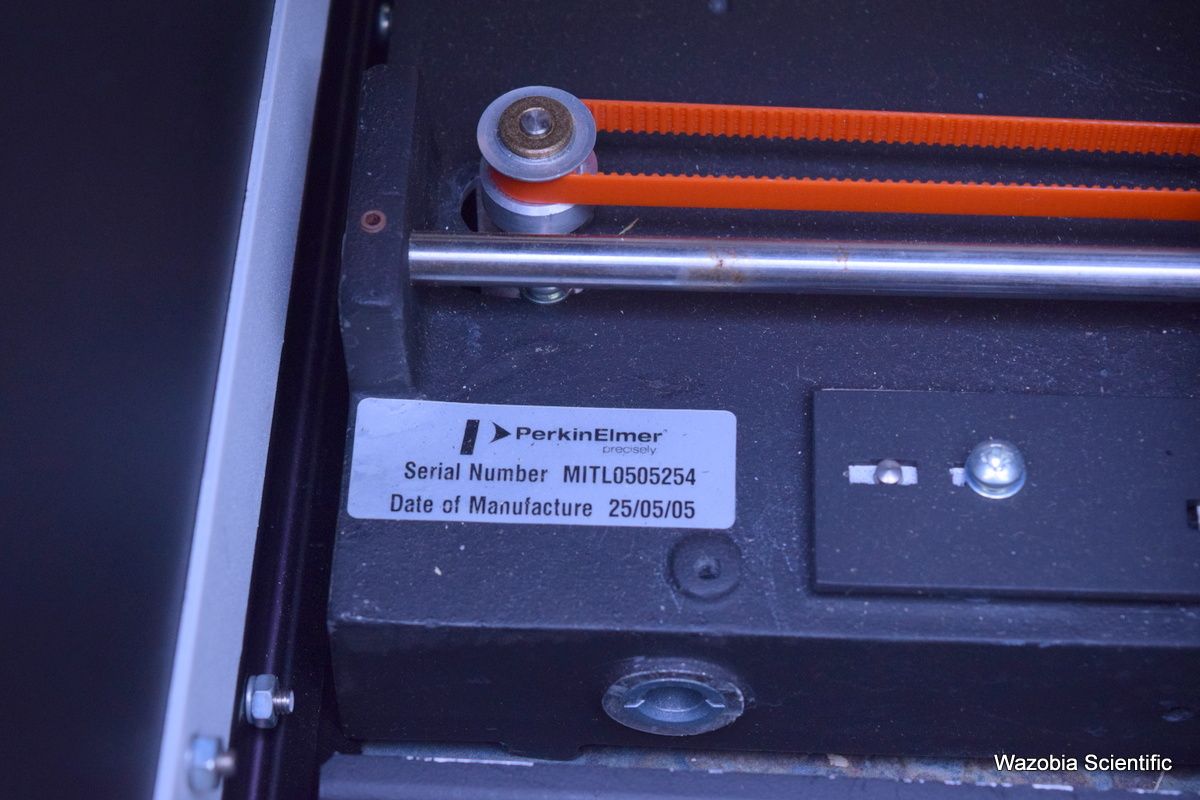 PerkinElmer
precisely
Serial Number MITL0505254
Date of Manufacture 25/05/05
Wazobia Scientific